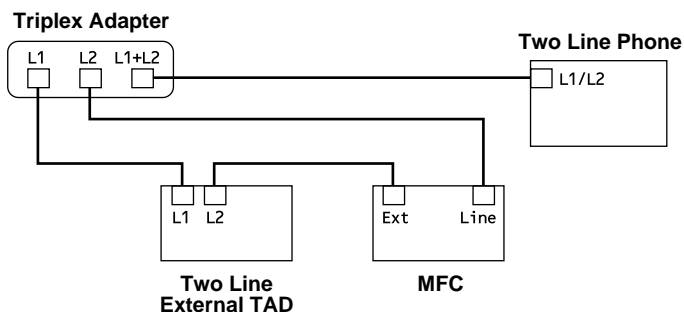 Triplex Adapter
L1 L2 L1+L2
Two Line Phone
L1/L2
L1 L2
Ext Line
Two Line
External TAD
MFC